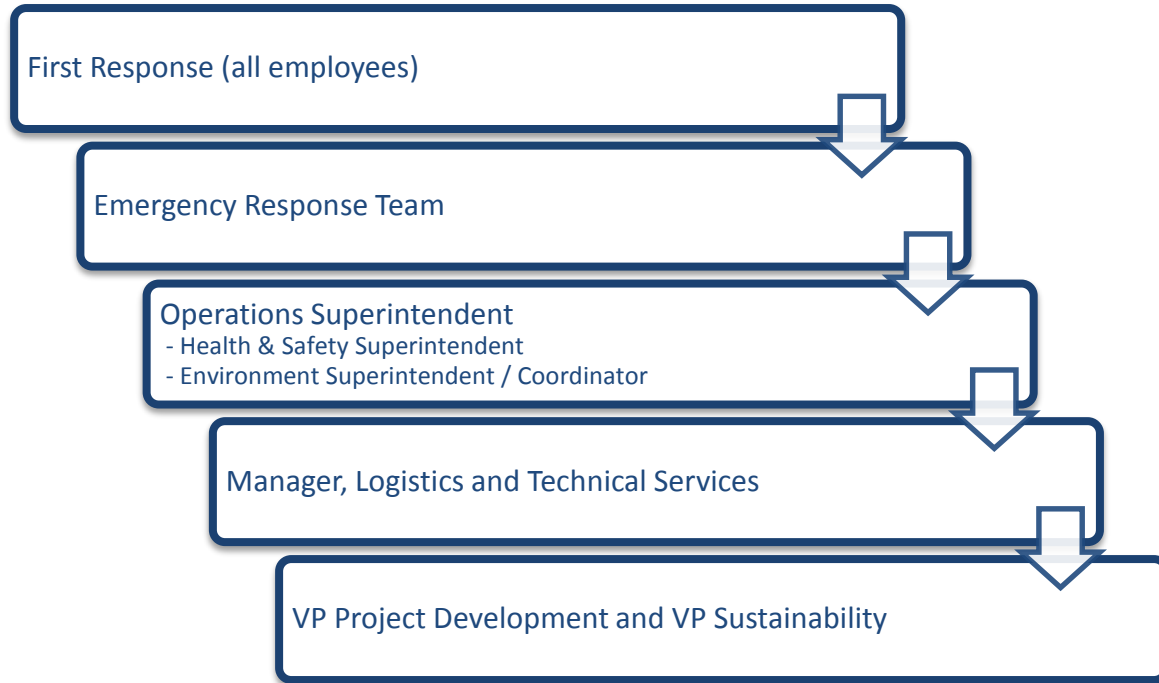 First Response (all employees)
Emergency Response Team
Operations Superintendent
- Health & Safety Superintendent
- Environment Superintendent / Coordinator
Manager, Logistics and Technical Services
VP Project Development and VP Sustainability